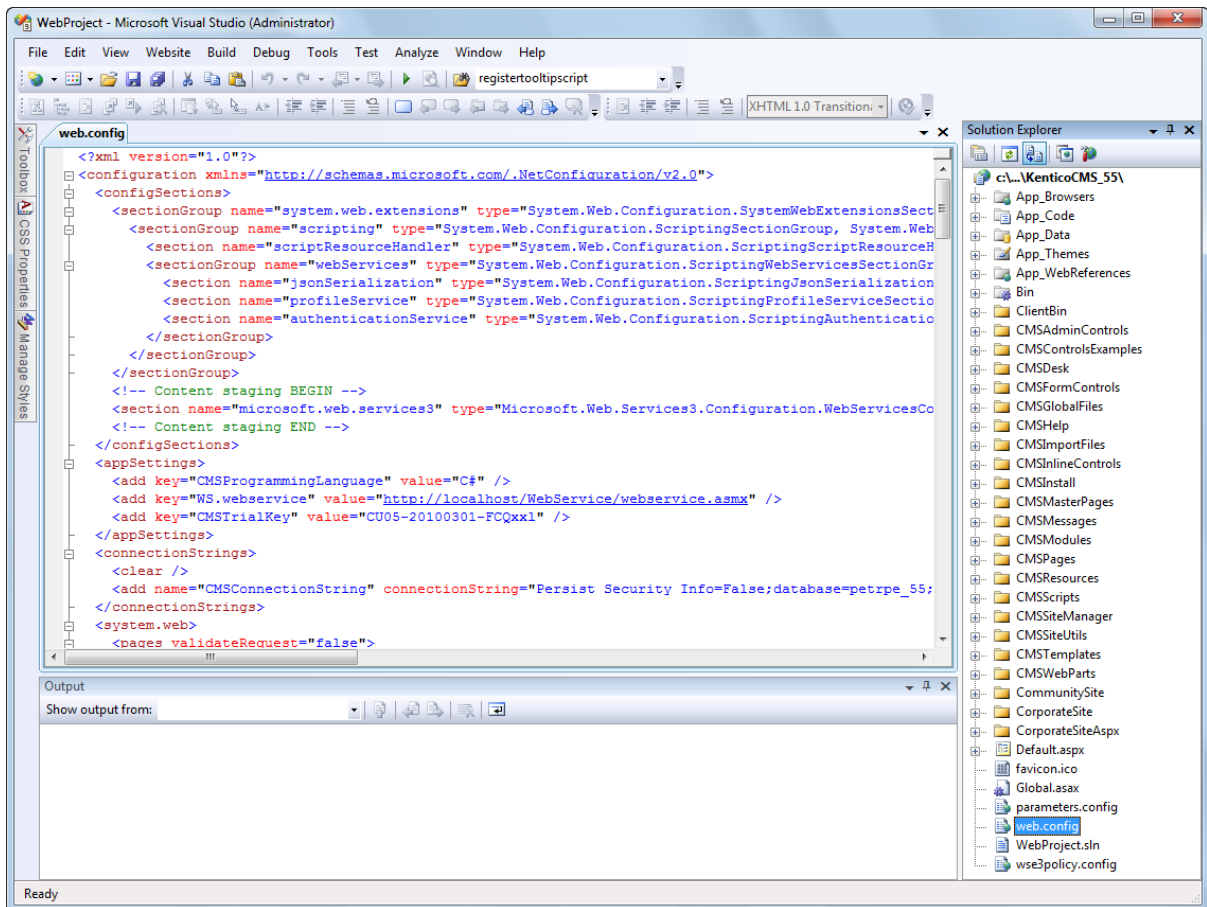 WebProject - Microsoft Visual Studio (Administrator)
File Edit View Website Build Debug Tools Test Analyze Window Help
registertooltipscript
XHTML 1.0 Transition
Toolbox
CSS Properties
Manage Styles
web.config
<?xml version="1.0"?>
<configuration xmlns="http://schemas.microsoft.com/.NetConfiguration/v2.0">
<configSections>
<sectionGroup name="system.web.extensions" type="System.Web.Configuration.SystemWebExtensionsSect
<sectionGroup name="scripting" type="System.Web.Configuration.ScriptingSectionGroup, System.Web
<section name="scriptResourceHandler" type="System.Web.Configuration.ScriptingScriptResourceH
<sectionGroup name="webServices" type="System.Web.Configuration.ScriptingWebServicesSectionGr
<section name="jsonSerialization" type="System.Web.Configuration.ScriptingJsonSerialization
<section name="profileService" type="System.Web.Configuration.ScriptingProfileServiceSectio
<section name="authenticationService" type="System.Web.Configuration.ScriptingAuthenticatio
</sectionGroup>
</sectionGroup>
</sectionGroup>
<!-- Content staging BEGIN -->
<section name="microsoft.web.services3" type="Microsoft.Web.Services3.Configuration.WebServicesCo
<!-- Content staging END -->
</configSections>
<appSettings>
<add key="CMSProgrammingLanguage" value="C#" />
<add key="WS.webservice" value="http://localhost/WebService/webservice.asmx" />
<add key="CMSTrialKey" value="CU05-20100301-FCQxxl" />
</appSettings>
<connectionStrings>
<clear />
<add name="CMSConnectionString" connectionString="Persist Security Info=False;database=petrpe_55;
</connectionStrings>
<system.web>
<pages validateRequest="false">
Output
Show output from:
Solution Explorer
c:\...\KenticoCMS_55\
App_Browsers
App_Code
App_Data
App_Themes
App_WebReferences
Bin
ClientBin
CMSAdminControls
CMSControlsExamples
CMSDesk
CMSFormControls
CMSGlobalFiles
CMSHelp
CMSImportFiles
CMSInlineControls
CMSInstall
CMSMasterPages
CMSMessages
CMSModules
CMSPages
CMSResources
CMSScripts
CMSSiteManager
CMSSiteUtils
CMSTemplates
CMSWebParts
CommunitySite
CorporateSite
CorporateSiteAspx
Default.aspx
favicon.ico
Global.asax
parameters.config
web.config
WebProject.sln
wse3policy.config
Ready